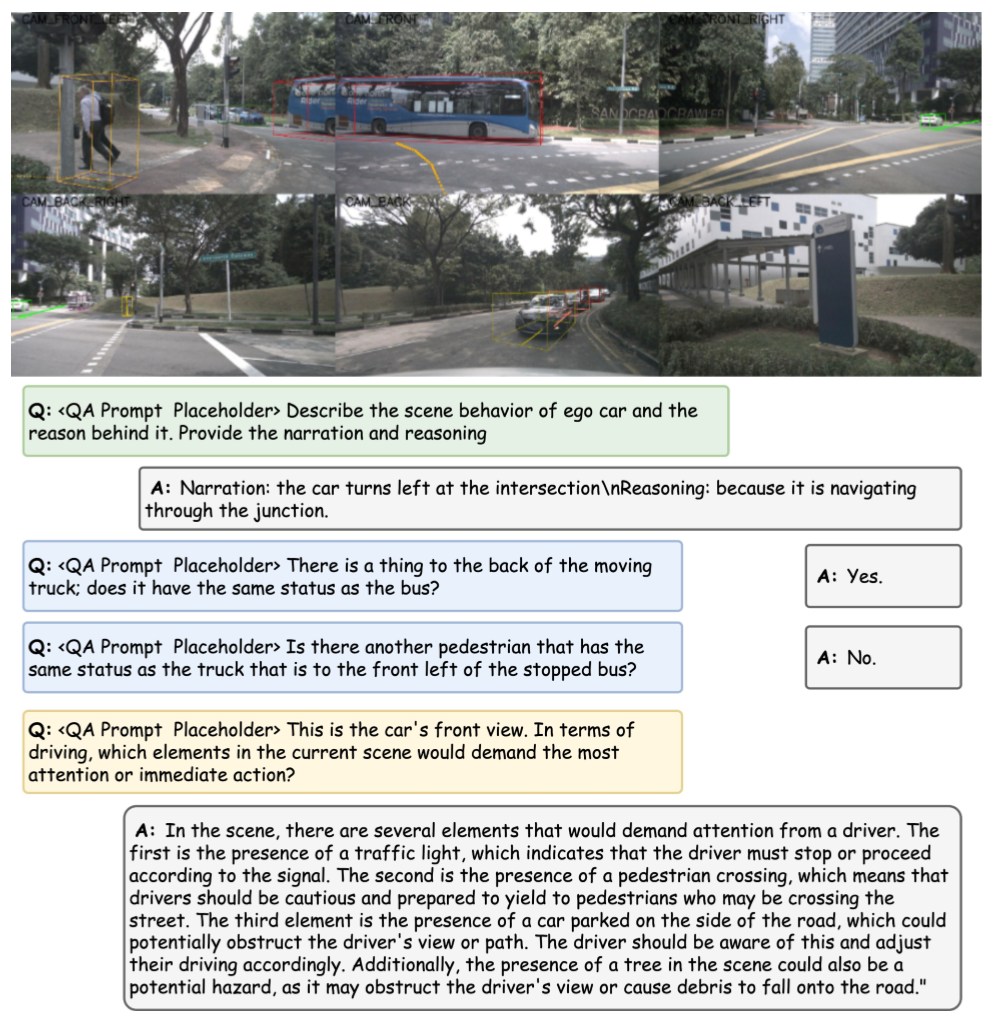 CAM_FRONT_LEFT
CAM_FRONT
CAM_FRONT_RIGHT
SANDCRAWLER
CAM_BACK_RIGHT
CAM_BACK
CAM_BACK_LEFT
Q: <QA Prompt  Placeholder> Describe the scene behavior of ego car and the
reason behind it. Provide the narration and reasoning
A: Narration: the car turns left at the intersection\nReasoning: because it is navigating
through the junction.
Q: <QA Prompt  Placeholder> There is a thing to the back of the moving
truck; does it have the same status as the bus?
A: Yes.
Q: <QA Prompt  Placeholder> Is there another pedestrian that has the
same status as the truck that is to the front left of the stopped bus?
A: No.
Q: <QA Prompt  Placeholder> This is the car's front view. In terms of
driving, which elements in the current scene would demand the most
attention or immediate action?
A: In the scene, there are several elements that would demand attention from a driver. The
first is the presence of a traffic light, which indicates that the driver must stop or proceed
according to the signal. The second is the presence of a pedestrian crossing, which means that
drivers should be cautious and prepared to yield to pedestrians who may be crossing the
street. The third element is the presence of a car parked on the side of the road, which could
potentially obstruct the driver's view or path. The driver should be aware of this and adjust
their driving accordingly. Additionally, the presence of a tree in the scene could also be a
potential hazard, as it may obstruct the driver's view or cause debris to fall onto the road."